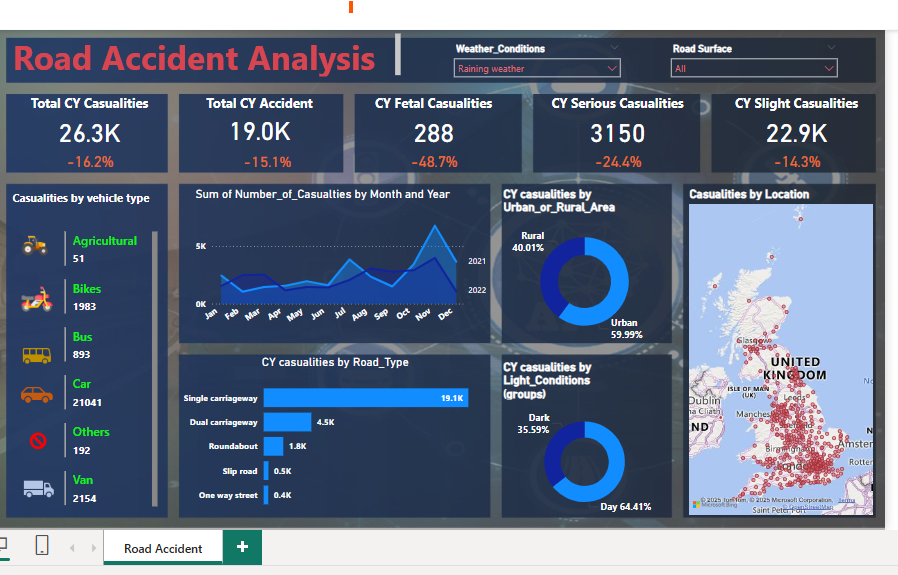 Road Accident Analysis
Weather_Conditions
Raining weather
Road Surface
All
Total CY Casualities
26.3K
-16.2%
Total CY Accident
19.0K
-15.1%
CY Fetal Casualities
288
-48.7%
CY Serious Casualities
3150
-24.4%
CY Slight Casualities
22.9K
-14.3%
Casualities by vehicle type
Agricultural
51
Bikes
1983
Bus
893
Car
21041
Others
192
Van
2154
Sum of Number_of_Casualties by Month and Year
5K
0K
2021
2022
Jan Feb Mar Apr May Jun Jul Aug Sep Oct Nov Dec
CY casualities by Road_Type
Single carriageway 19.1K
Dual carriageway 4.5K
Roundabout 1.8K
Slip road 0.5K
One way street 0.4K
CY casualities by
Urban_or_Rural_Area
Rural
40.01%
Urban
59.99%
CY casualities by
Light_Conditions
(groups)
Dark
35.59%
Day 64.41%
Casualities by Location
Glasgow
UNITED
KINGDOM
ISLE OF MAN
(UK)
Leeds
Dublin
Manches
ND
Birmingham
Amster
London
Rotter
© 2025 TomTom, © 2025 Microsoft Corporation, Terms
© OpenStreetMap
Microsoft Bing
Saint Peter Port
Road Accident
+